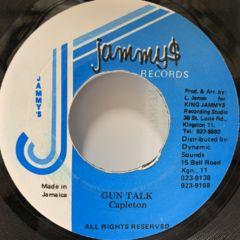 jammy$
RECORDS
JAMMY'S
Prod & Arr. by:
L. James for
KING JAMMYS
Recording Studio
38 St. Lucia Rd.,
Kingston 11.
Tel: 923-5880
Distributed by
Dynamic
Sounds
15 Bell Road
Kgn., 11
923-9138
923-9168
Made in
Jamaica
GUN TALK
Capleton
ALL RIGHTS RESERVED